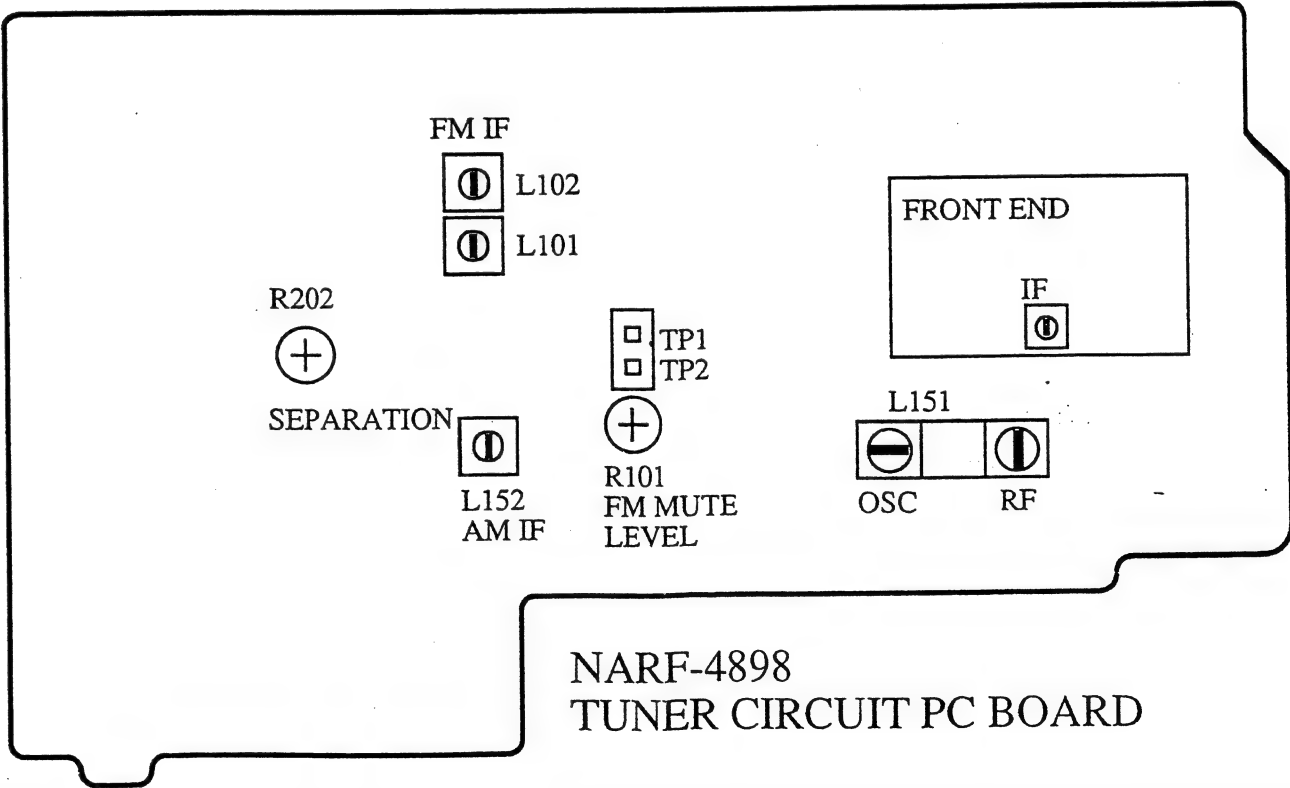 FM IF
L102
L101
FRONT END
IF
R202
SEPARATION
TP1
TP2
L151
OSC
RF
L152
AM IF
R101
FM MUTE
LEVEL
NARF-4898
TUNER CIRCUIT PC BOARD